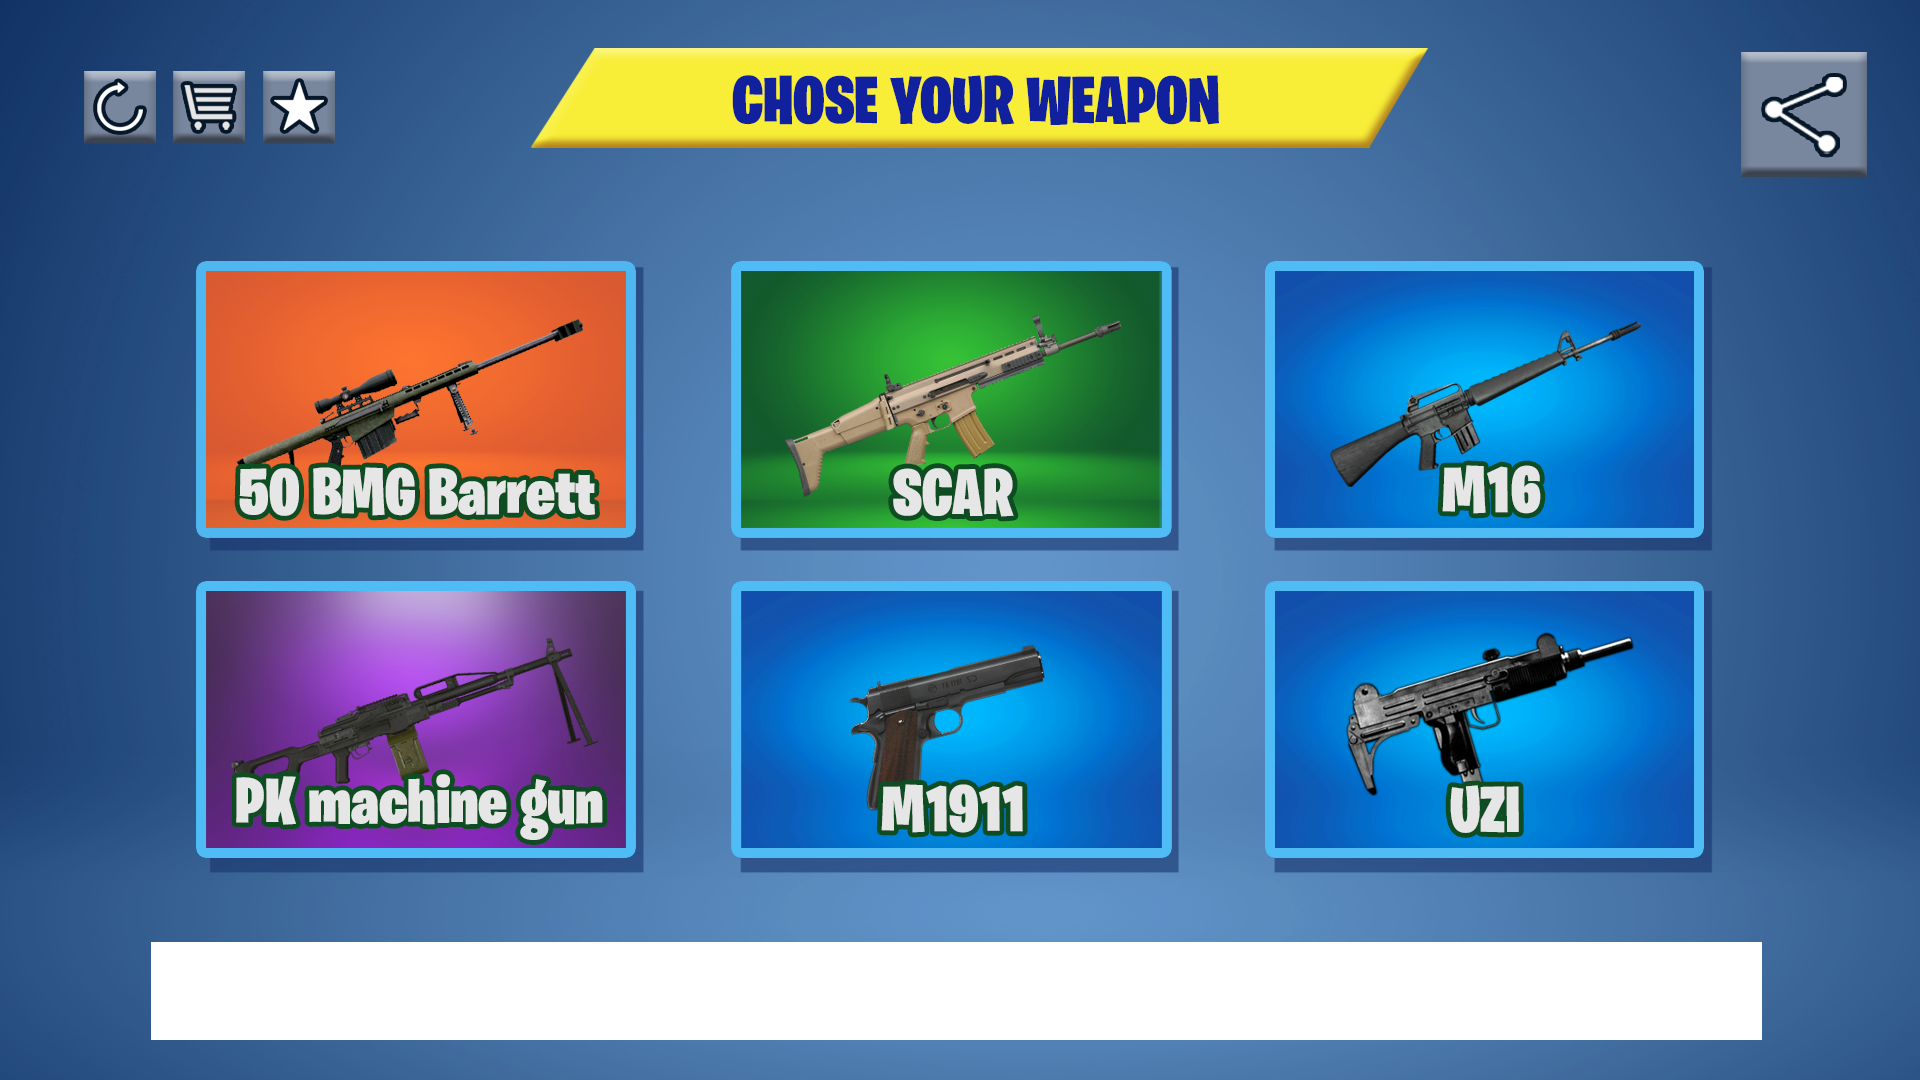 CHOSE YOUR WEAPON
50 BMG Barrett
SCAR
M16
PK machine gun
M1911
UZI